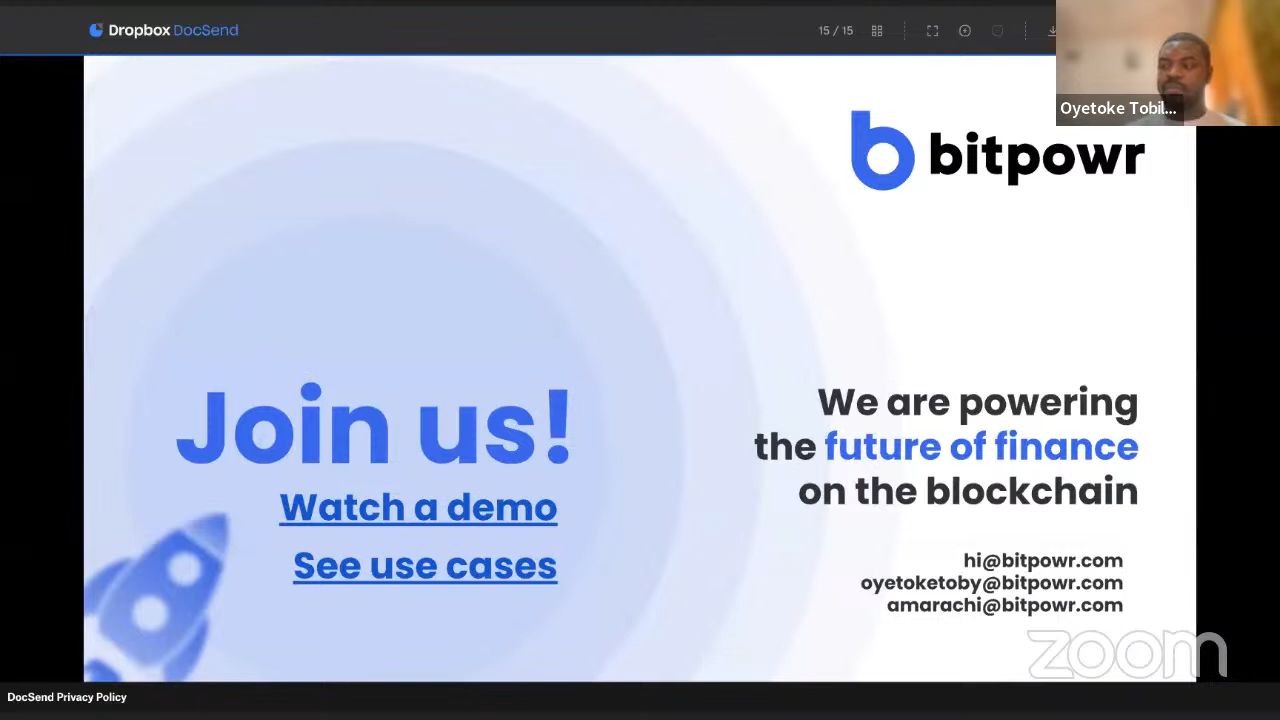 Dropbox DocSend
15 / 15
Oyetoke Tobil...
bitpowr
Join us!
Watch a demo
See use cases
We are powering
the future of finance
on the blockchain
hi@bitpowr.com
oyetoketoby@bitpowr.com
amarachi@bitpowr.com
zoom
DocSend Privacy Policy